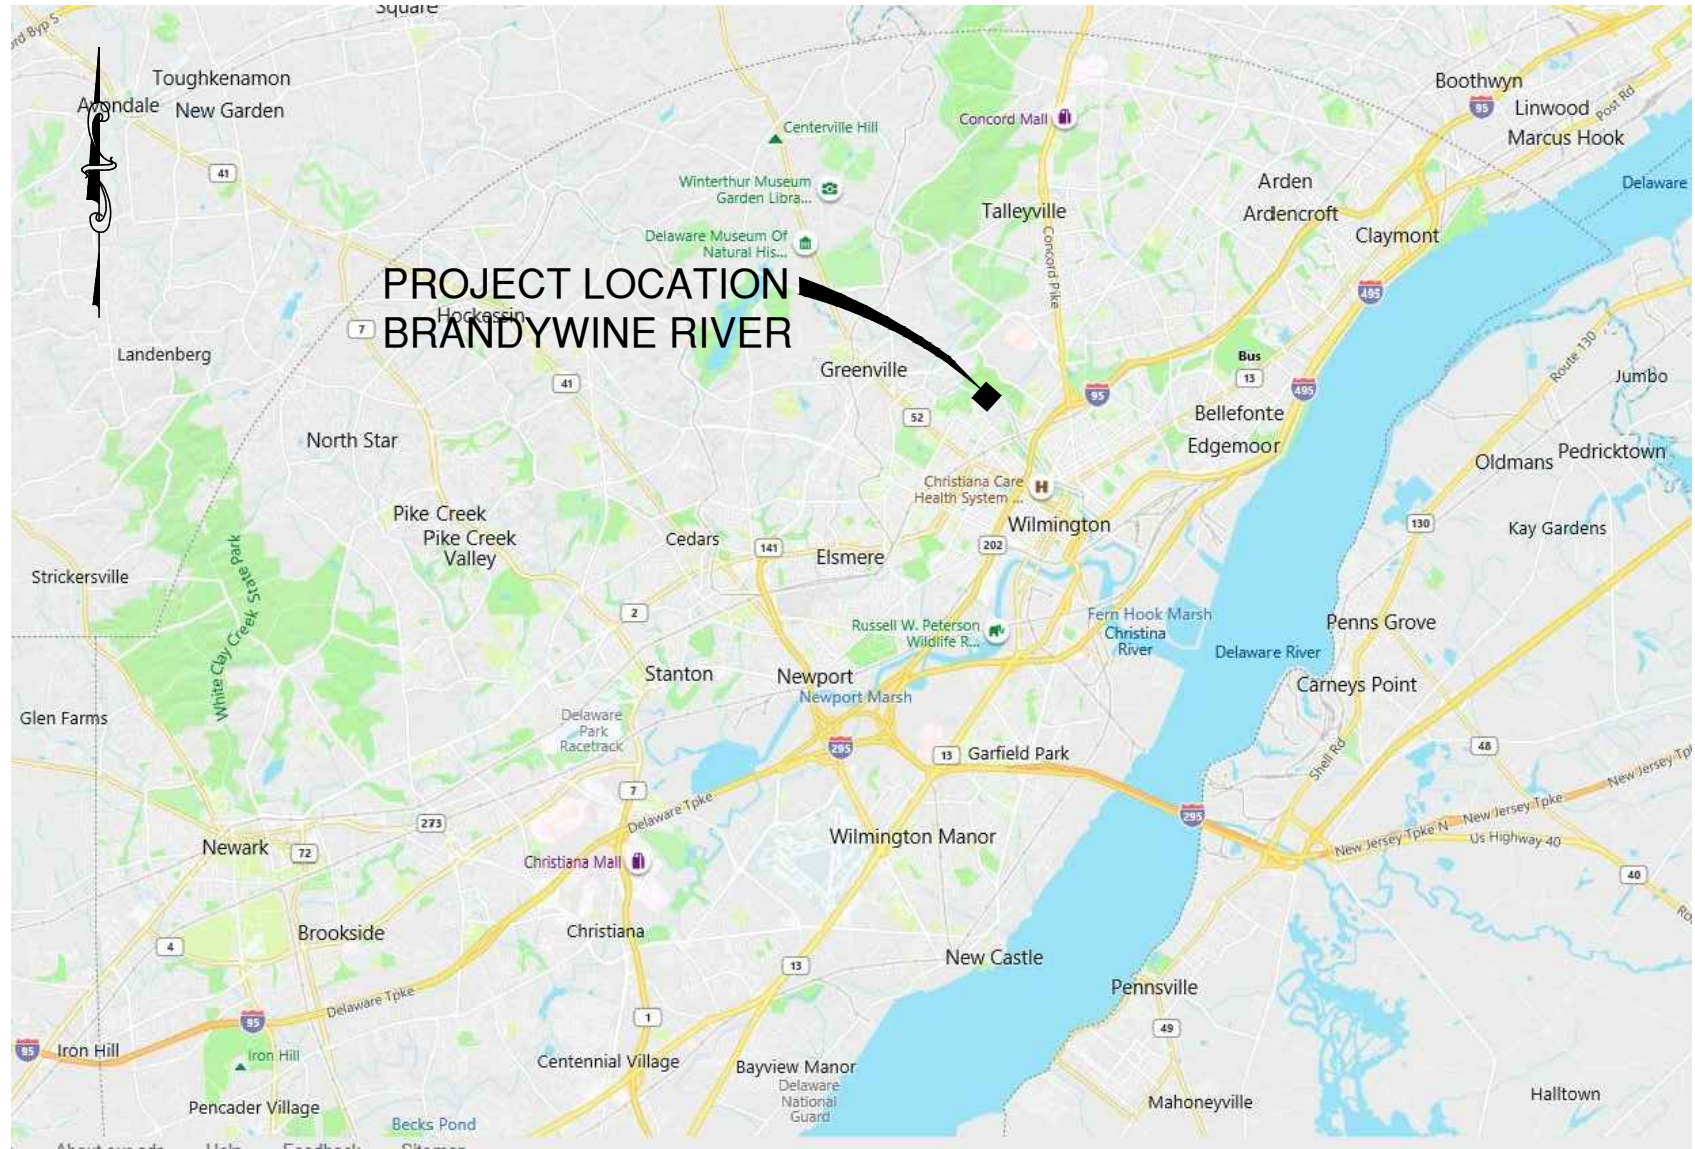 Square
Toughkenamon
Avondale
New Garden
41
Centerville Hill
Concord Mall
Boothwyn
95
Linwood
Post Rd
Marcus Hook
Winterthur Museum
Garden Libra...
Arden
Delaware
Talleyville
Ardencroft
Delaware Museum Of
Natural His...
Concord Pike
Claymont
PROJECT LOCATION
Hockessin
BRANDYWINE RIVER
495
7
Landenberg
Greenville
Bus
13
Route 130
Jumbo
41
52
95
495
Bellefonte
North Star
Edgemoor
Oldmans
Pedricktown
Christiana Care
Health System ...
H
Pike Creek
Pike Creek
Valley
Cedars
141
Elsmere
202
Wilmington
130
Kay Gardens
Strickersville
White Clay Creek State Park
2
Russell W. Peterson
Wildlife R...
Fern Hook Marsh
Christina
River
Delaware River
Penns Grove
Stanton
Newport
Newport Marsh
Carneys Point
Glen Farms
Delaware
Park
Racetrack
295
13
Garfield Park
Shell Rd
48
New Jersey Tpke
7
Delaware Tpke
273
295
New Jersey Tpke N
New Jersey Tpke
Us Highway 40
Newark
72
Christiana Mall
Wilmington Manor
40
4
Brookside
Christiana
13
New Castle
Delaware Tpke
95
1
Pennsville
49
95
Iron Hill
Iron Hill
Centennial Village
Bayview Manor
Delaware
National
Guard
Pencader Village
Becks Pond
Mahoneyville
Halltown
About our ads
Help
Feedback
Sitemap